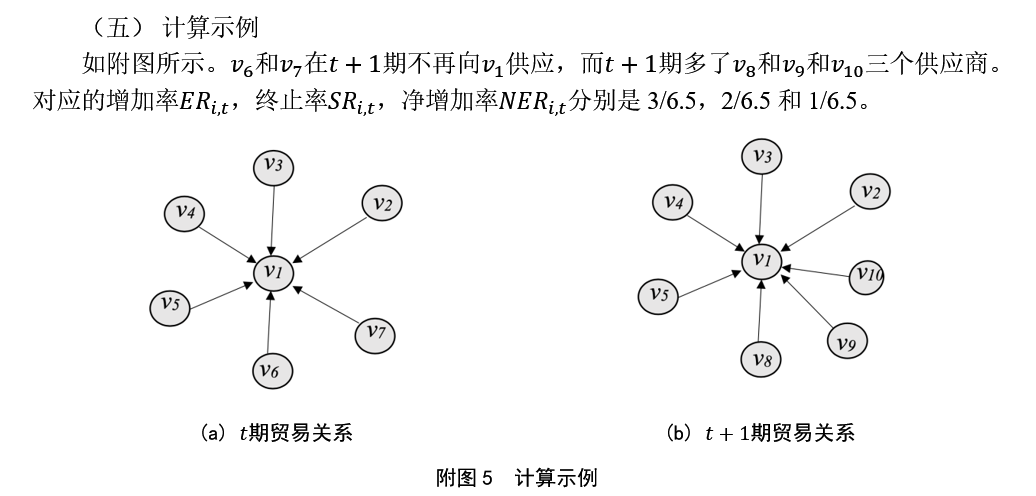 （五） 计算示例
如附图所示。v6和v7在t + 1期不再向v1供应，而t + 1期多了v8和v9和v10三个供应商。
对应的增加率ERi,t，终止率SRi,t，净增加率NERi,t分别是 3/6.5，2/6.5 和 1/6.5。
v3
v4
v2
v1
v5
v7
v6
v3
v4
v2
v1
v10
v5
v9
v8
(a) t期贸易关系
(b) t + 1期贸易关系
附图 5 计算示例